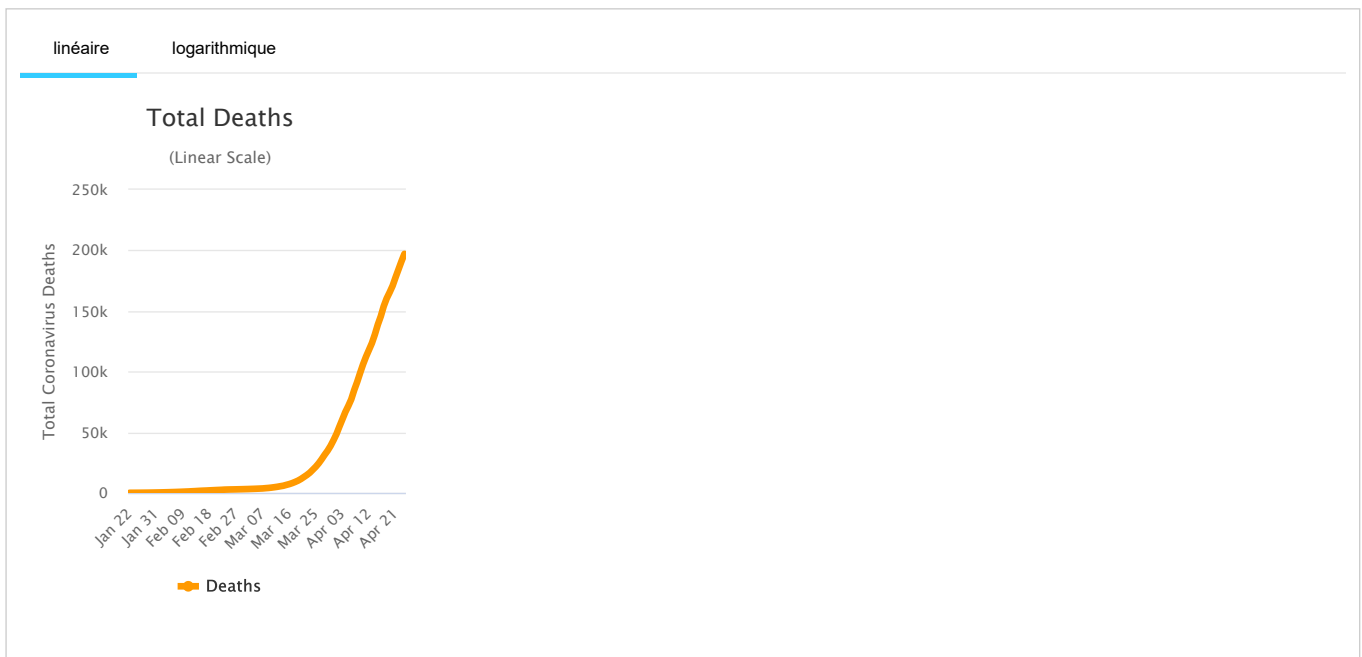 linéaire logarithmique
Total Deaths
(Linear Scale)
Total Coronavirus Deaths
250k
200k
150k
100k
50k
0
Jan 22 Jan 31 Feb 09 Feb 18 Feb 27 Mar 07 Mar 16 Mar 25 Apr 03 Apr 12 Apr 21
Deaths